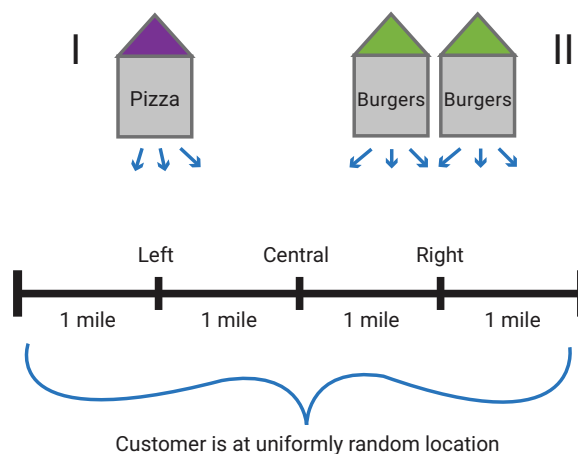 I
II
Pizza
Burgers
Burgers
Left
Central
Right
1 mile
1 mile
1 mile
1 mile
Customer is at uniformly random location